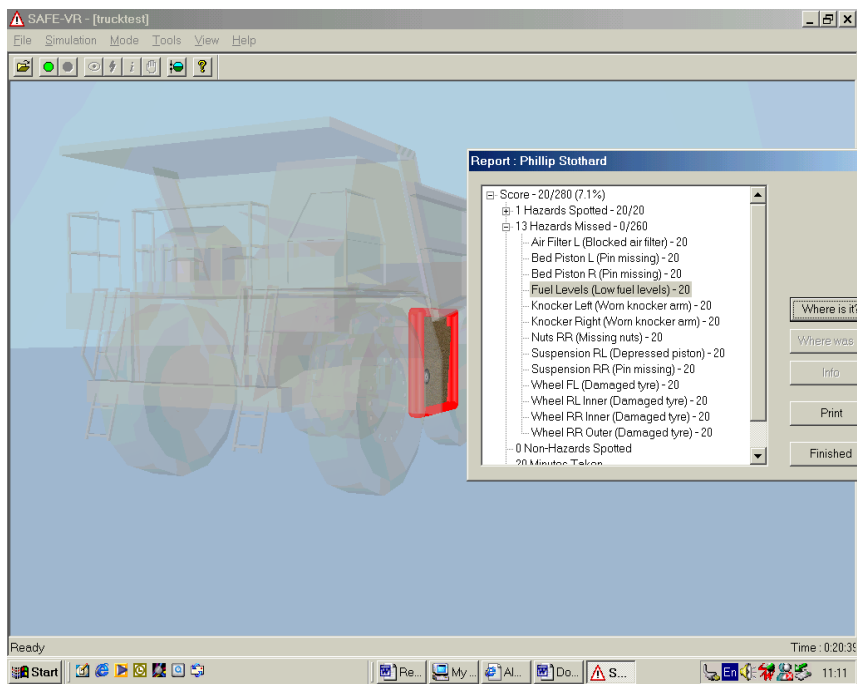 SAFE-VR - [trucktest]
File Simulation Mode Tools View Help
Report : Phillip Stothard
Score - 20/280 (7.1%)
1 Hazards Spotted - 20/20
13 Hazards Missed - 0/260
Air Filter L (Blocked air filter) - 20
Bed Piston L (Pin missing) - 20
Bed Piston R (Pin missing) - 20
Fuel Levels (Low fuel levels) - 20
Knocker Left (Worn knocker arm) - 20
Knocker Right (Worn knocker arm) - 20
Nuts RR (Missing nuts) - 20
Suspension RL (Depressed piston) - 20
Suspension RR (Pin missing) - 20
Wheel FL (Damaged tyre) - 20
Wheel RL Inner (Damaged tyre) - 20
Wheel RR Inner (Damaged tyre) - 20
Wheel RR Outer (Damaged tyre) - 20
0 Non-Hazards Spotted
20 Minutes Taken
Where is it?
Where was
Info
Print
Finished
Ready Time : 0:20:39
Start Re... My ... Al... Do... S... En 11:11